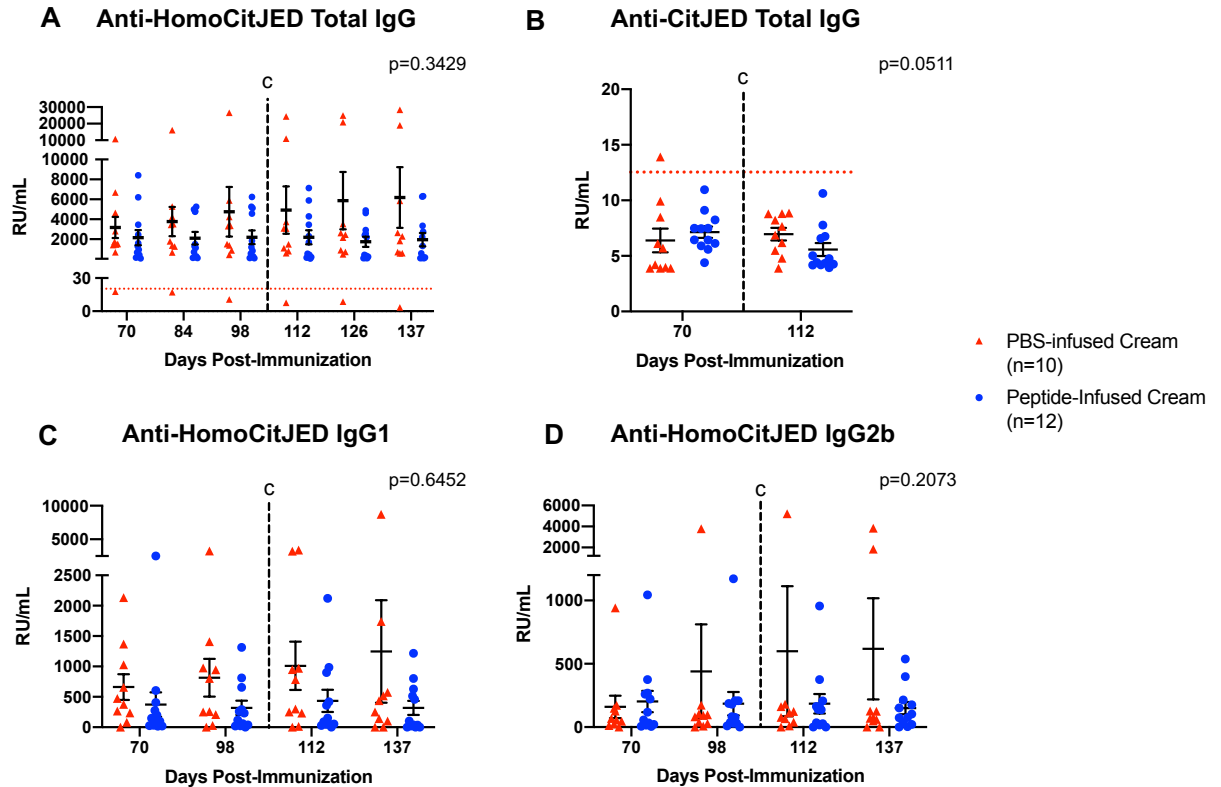 A Anti-HomoCitJED Total IgG
p=0.3429
C
30000
20000
10000
10000
8000
6000
4000
2000
30
0
RU/mL
70 84 98 112 126 137
Days Post-Immunization
B Anti-CitJED Total IgG
p=0.0511
C
20
15
10
5
0
RU/mL
70 112
Days Post-Immunization
PBS-infused Cream
(n=10)
Peptide-Infused Cream
(n=12)
C Anti-HomoCitJED IgG1
p=0.6452
C
10000
5000
2500
2000
1500
1000
500
0
RU/mL
70 98 112 137
Days Post-Immunization
D Anti-HomoCitJED IgG2b
p=0.2073
C
6000
4000
2000
1000
500
0
RU/mL
70 98 112 137
Days Post-Immunization